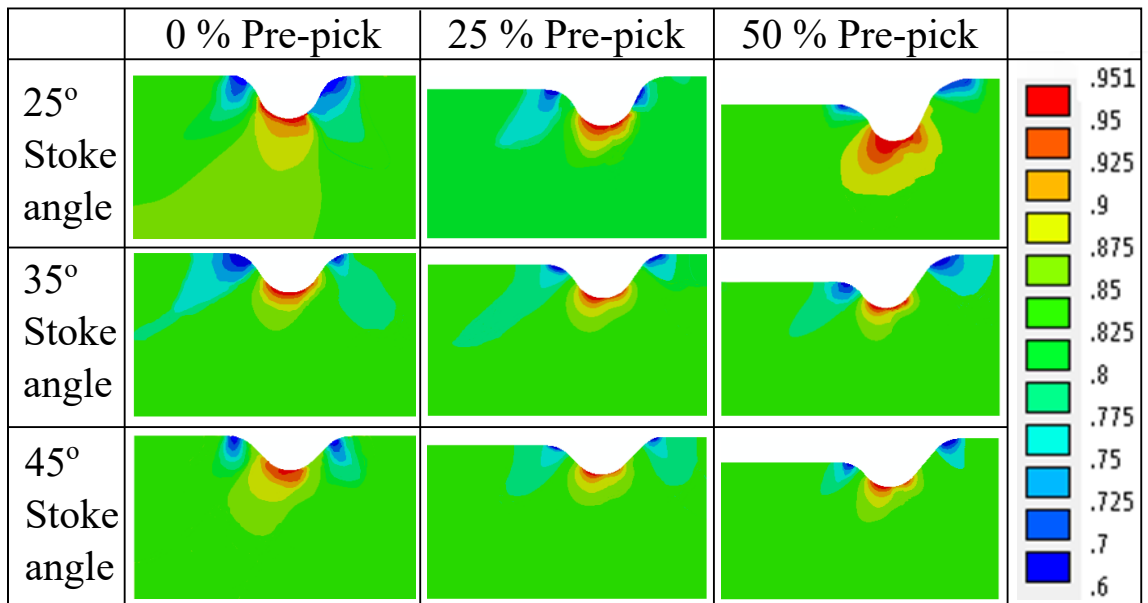 0 % Pre-pick
25 % Pre-pick
50 % Pre-pick
25º
Stoke
angle
35º
Stoke
angle
45º
Stoke
angle
.951
.95
.925
.9
.875
.85
.825
.8
.775
.75
.725
.7
.6